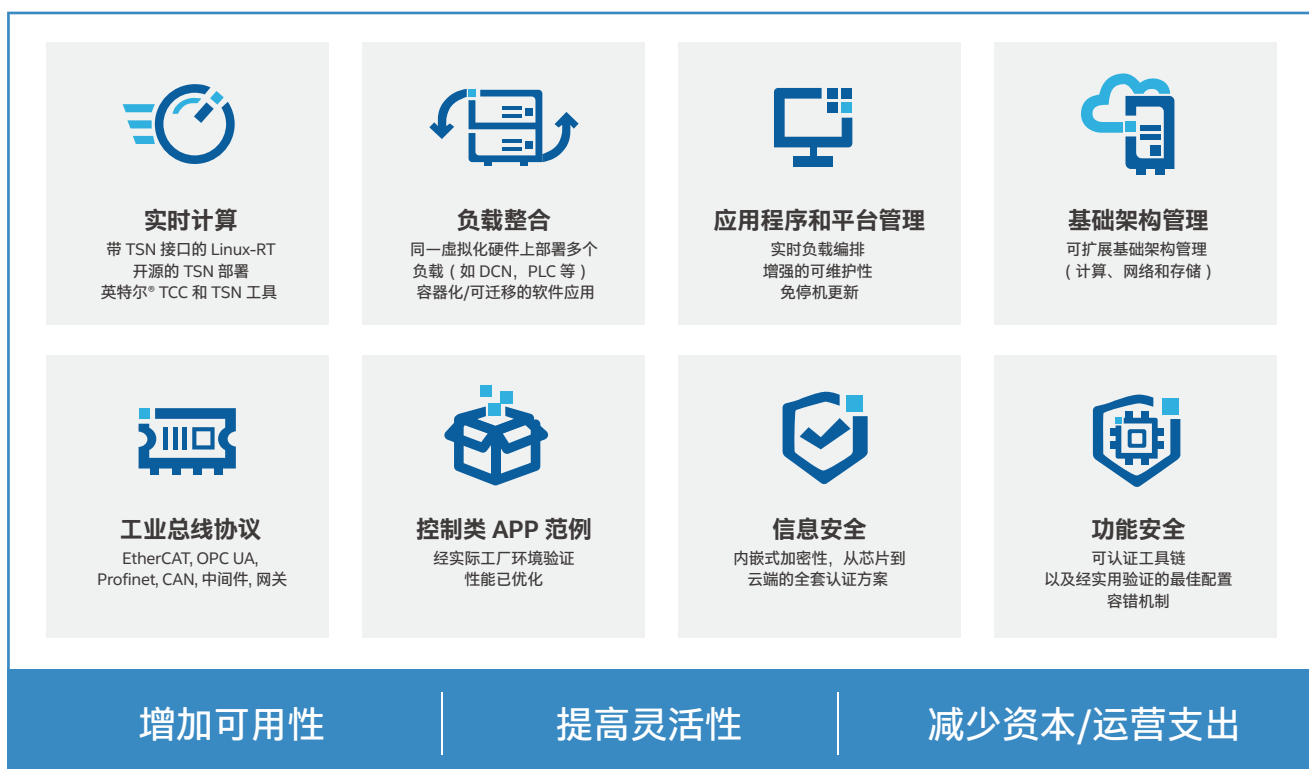 实时计算
带 TSN 接口的 Linux-RT
开源的 TSN 部署
英特尔® TCC 和 TSN 工具
负载整合
同一虚拟化硬件上部署多个
负载（如 DCN，PLC 等）
容器化/可迁移的软件应用
应用程序和平台管理
实时负载编排
增强的可维护性
免停机更新
基础架构管理
可扩展基础架构管理
（计算、网络和存储）
工业总线协议
EtherCAT, OPC UA,
Profinet, CAN, 中间件, 网关
控制类 APP 范例
经实际工厂环境验证
性能已优化
信息安全
内嵌式加密性，从芯片到
云端的全套认证方案
功能安全
可认证工具链
以及经实用验证的最佳配置
容错机制
增加可用性
提高灵活性
减少资本/运营支出